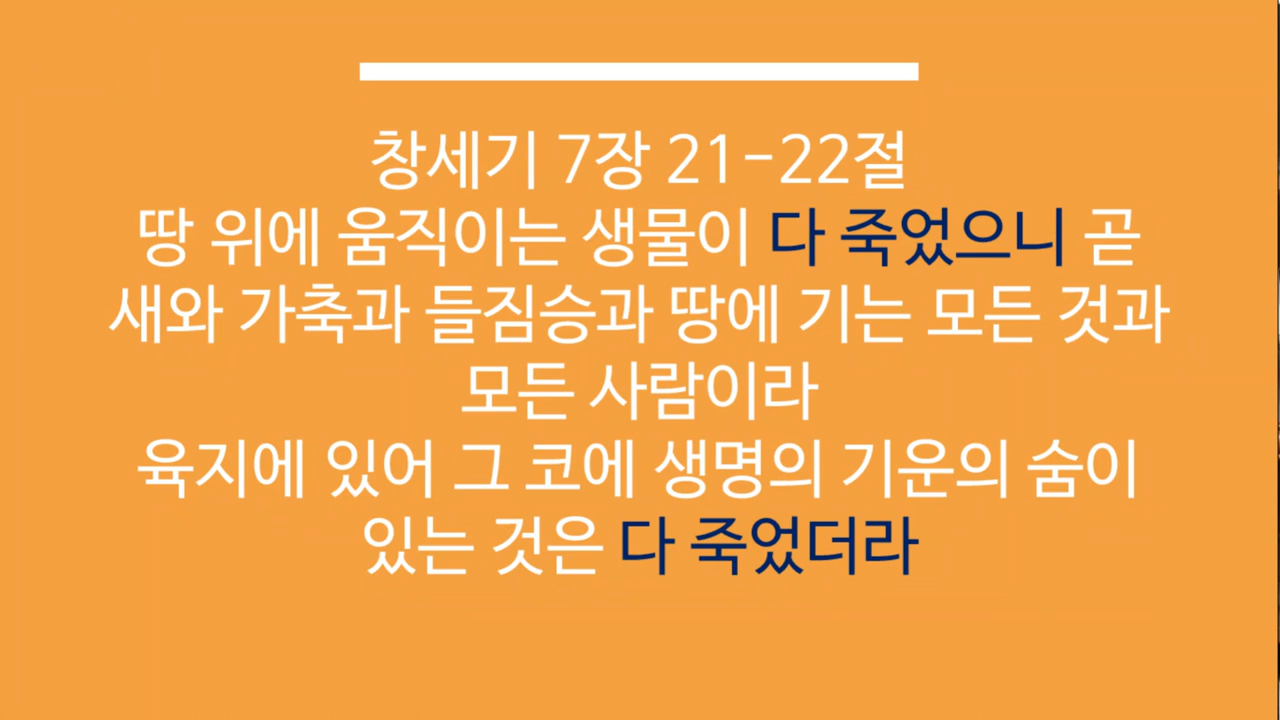 창세기 7장 21-22절
땅 위에 움직이는 생물이 다 죽었으니 곧
새와 가축과 들짐승과 땅에 기는 모든 것과
모든 사람이라
육지에 있어 그 코에 생명의 기운의 숨이
있는 것은 다 죽었더라